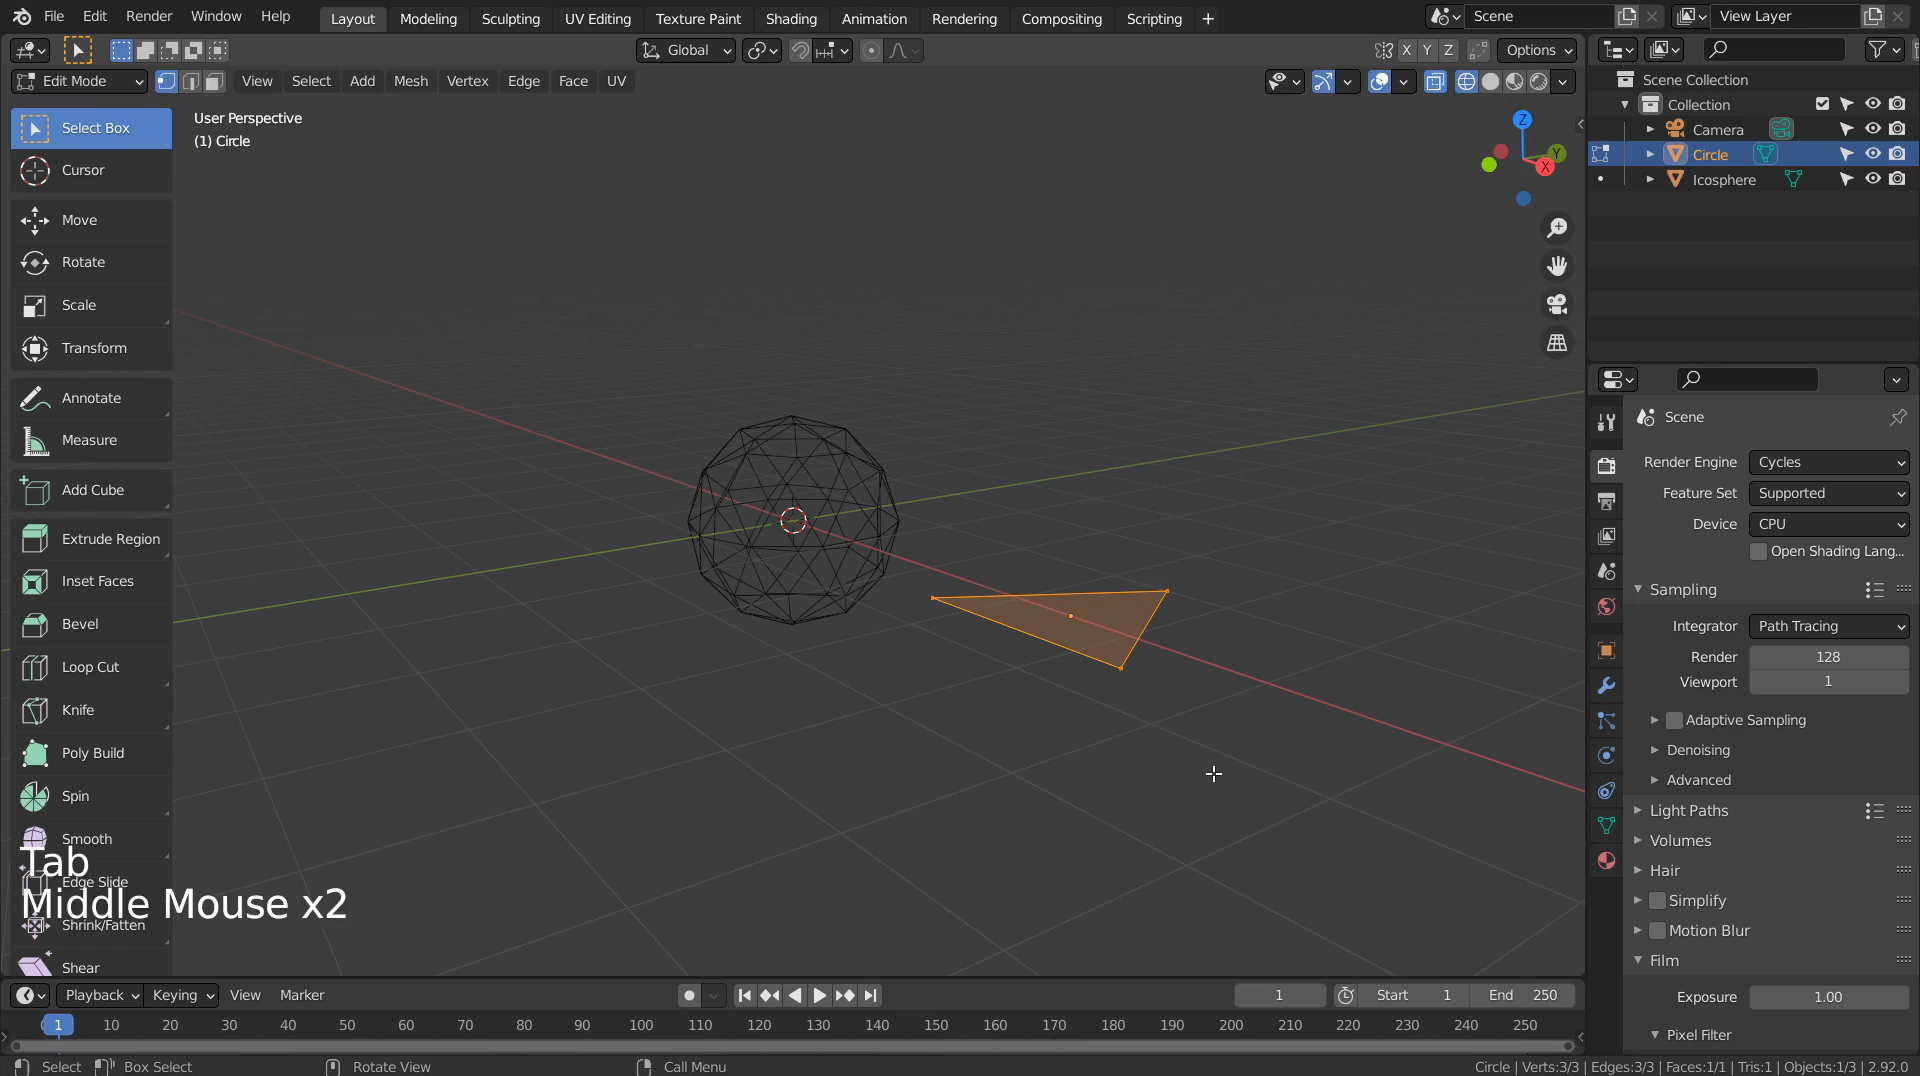 File Edit Render Window Help Layout Modeling Sculpting UV Editing Texture Paint Shading Animation Rendering Compositing Scripting + Scene View Layer
Global X Y Z Options
Edit Mode View Select Add Mesh Vertex Edge Face UV
User Perspective
(1) Circle
Z
Y
X
Select Box
Cursor
Move
Rotate
Scale
Transform
Annotate
Measure
Add Cube
Extrude Region
Inset Faces
Bevel
Loop Cut
Knife
Poly Build
Spin
Smooth
Edge Slide
Shrink/Fatten
Shear
Tab
Middle Mouse x2
Scene Collection
Collection
Camera
Circle
Icosphere
Scene
Render Engine Cycles
Feature Set Supported
Device CPU
Open Shading Lang...
Sampling
Integrator Path Tracing
Render 128
Viewport 1
Adaptive Sampling
Denoising
Advanced
Light Paths
Volumes
Hair
Simplify
Motion Blur
Film
Exposure 1.00
Pixel Filter
Playback Keying View Marker 1 Start 1 End 250
1 10 20 30 40 50 60 70 80 90 100 110 120 130 140 150 160 170 180 190 200 210 220 230 240 250
Select Box Select Rotate View Call Menu Circle | Verts:3/3 | Edges:3/3 | Faces:1/1 | Tris:1 | Objects:1/3 | 2.92.0